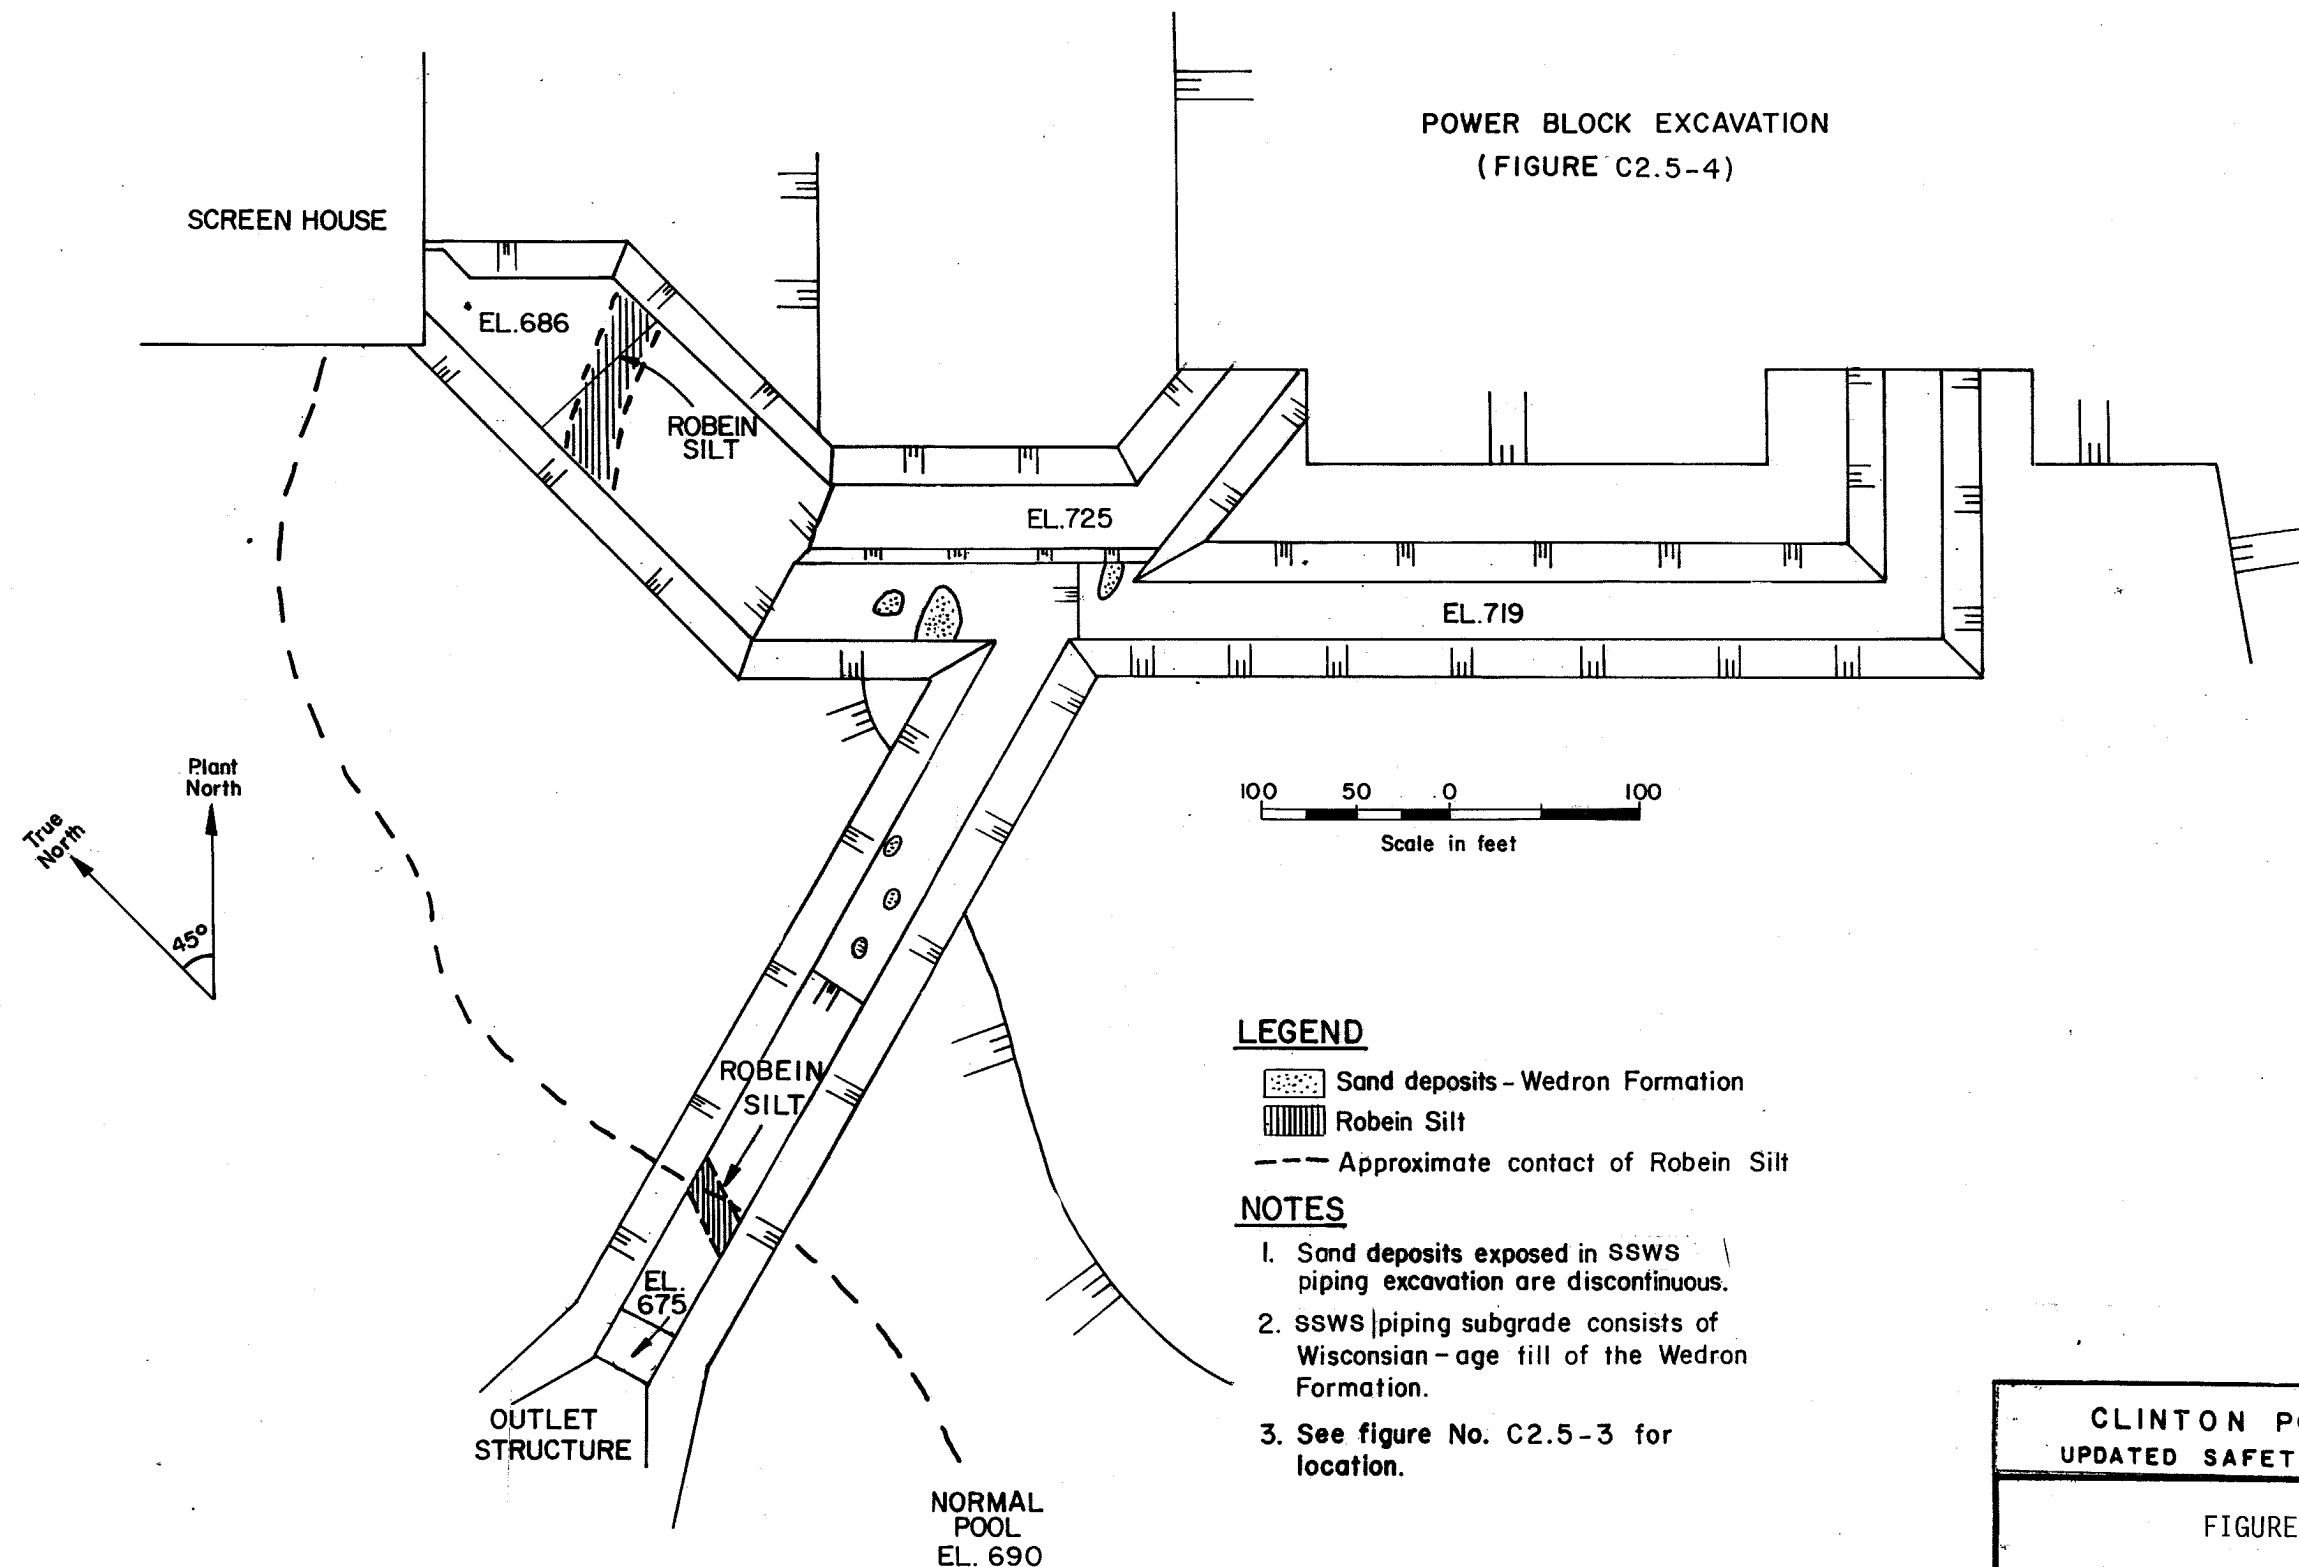 POWER BLOCK EXCAVATION
(FIGURE C2.5-4)
SCREEN HOUSE
EL.686
ROBEIN
SILT
EL.725
EL.719
Plant
North
True
North
45°
100 50 0 100
Scale in feet
ROBEIN
SILT
EL.
675
OUTLET
STRUCTURE
NORMAL
POOL
EL. 690
LEGEND
Sand deposits - Wedron Formation
Robein Silt
Approximate contact of Robein Silt
NOTES
1. Sand deposits exposed in SSWS
piping excavation are discontinuous.
2. SSWS piping subgrade consists of
Wisconsian-age till of the Wedron
Formation.
3. See figure No. C2.5-3 for
location.
CLINTON
UPDATED
FIGURE